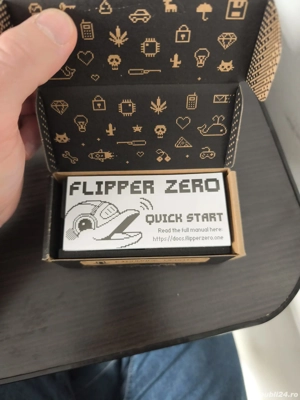 FLIPPER ZERO
QUICK START
Read the full manual here:
https://docs.flipperzero.one